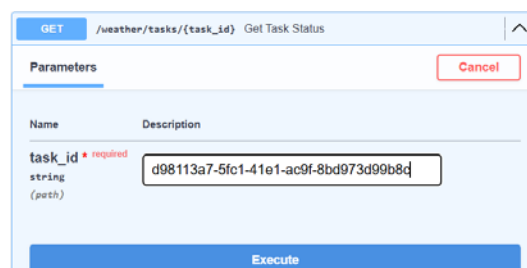 GET /weather/tasks/{task_id} Get Task Status
Parameters
Cancel
Name Description
task_id * required
string
(path)
d98113a7-5fc1-41e1-ac9f-8bd973d99b8d
Execute